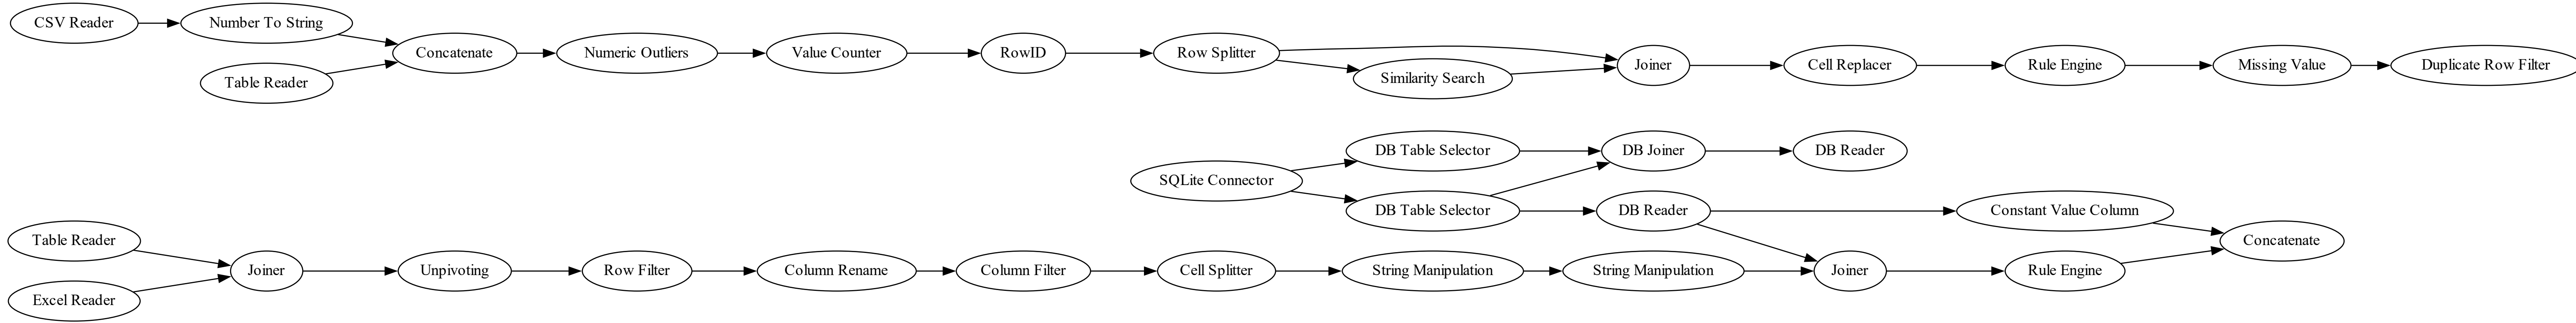 CSV Reader
Number To String
Table Reader
Concatenate
Numeric Outliers
Value Counter
RowID
Row Splitter
Similarity Search
Joiner
Cell Replacer
Rule Engine
Missing Value
Duplicate Row Filter
SQLite Connector
DB Table Selector
DB Table Selector
DB Joiner
DB Reader
DB Reader
Constant Value Column
Table Reader
Excel Reader
Joiner
Unpivoting
Row Filter
Column Rename
Column Filter
Cell Splitter
String Manipulation
String Manipulation
Joiner
Rule Engine
Concatenate